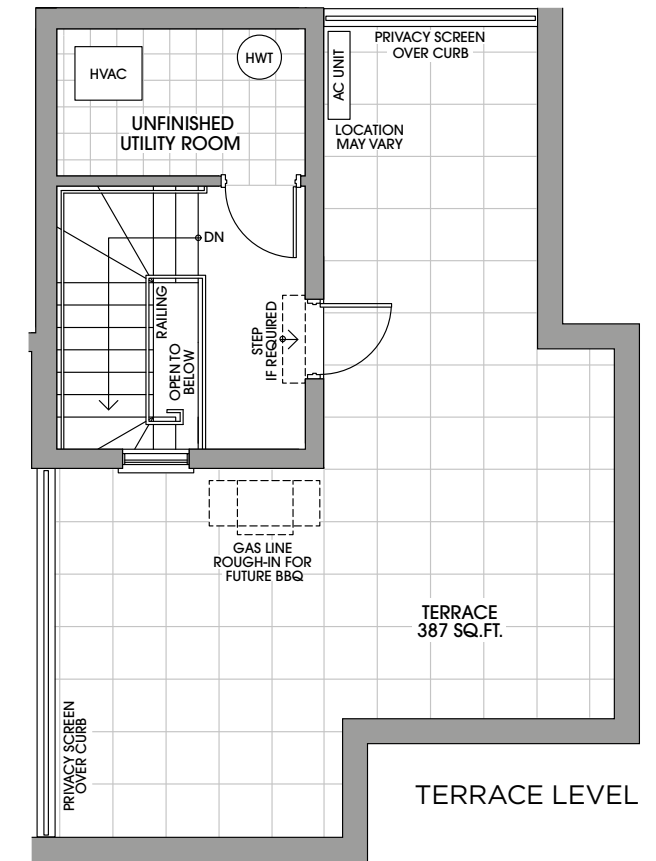 PRIVACY SCREEN
OVER CURB
HVAC
HWT
AC UNIT
UNFINISHED
UTILITY ROOM
LOCATION
MAY VARY
DN
RAILING
OPEN TO
BELOW
STEP
IF REQUIRED
GAS LINE
ROUGH-IN FOR
FUTURE BBQ
TERRACE
387 SQ.FT.
PRIVACY SCREEN
OVER CURB
TERRACE LEVEL